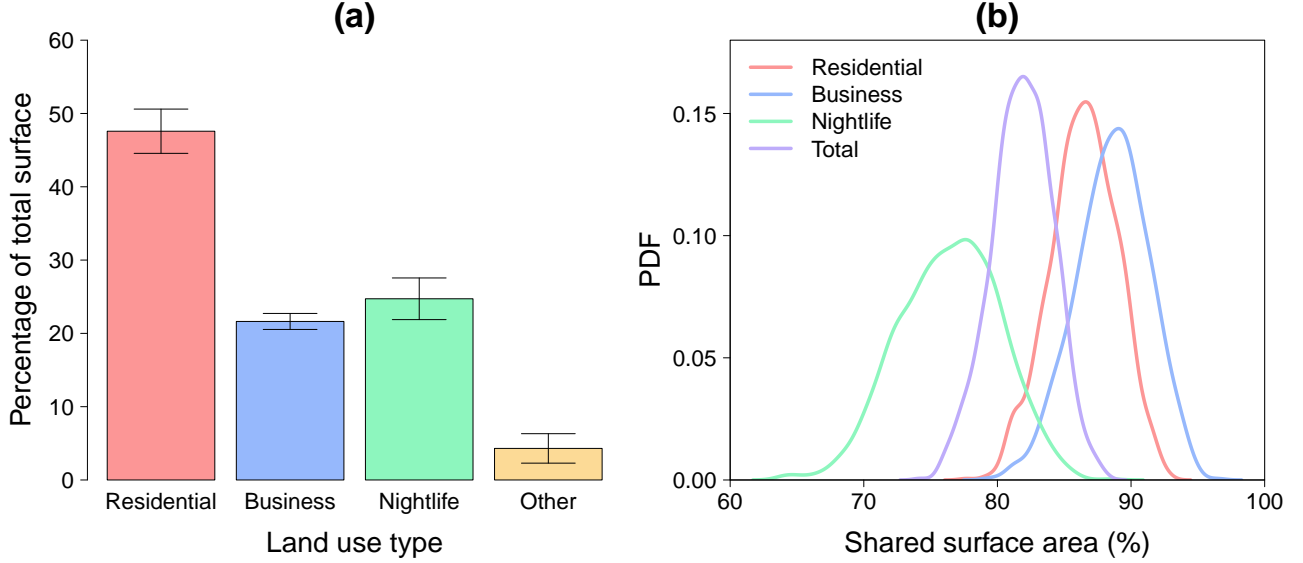 (a)
Percentage of total surface
60
50
40
30
20
10
0
Residential
Business
Nightlife
Other
Land use type
(b)
PDF
0.15
0.10
0.05
0.00
Residential
Business
Nightlife
Total
60
70
80
90
100
Shared surface area (%)